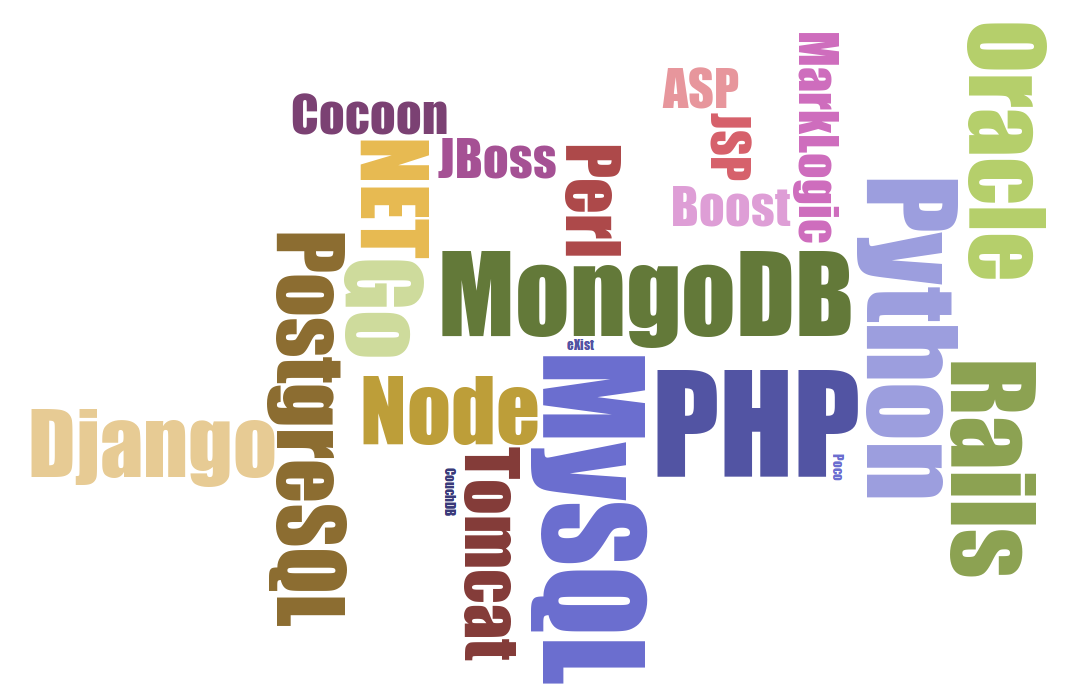 Oracle
MarkLogic
ASP
Cocoon
JSP
JBoss
NET
Perl
Boost
Python
PostgreSQL
MongoDB
Go
eXist
MySQL
Rails
PHP
Node
Django
Tomcat
Poco
CouchDB